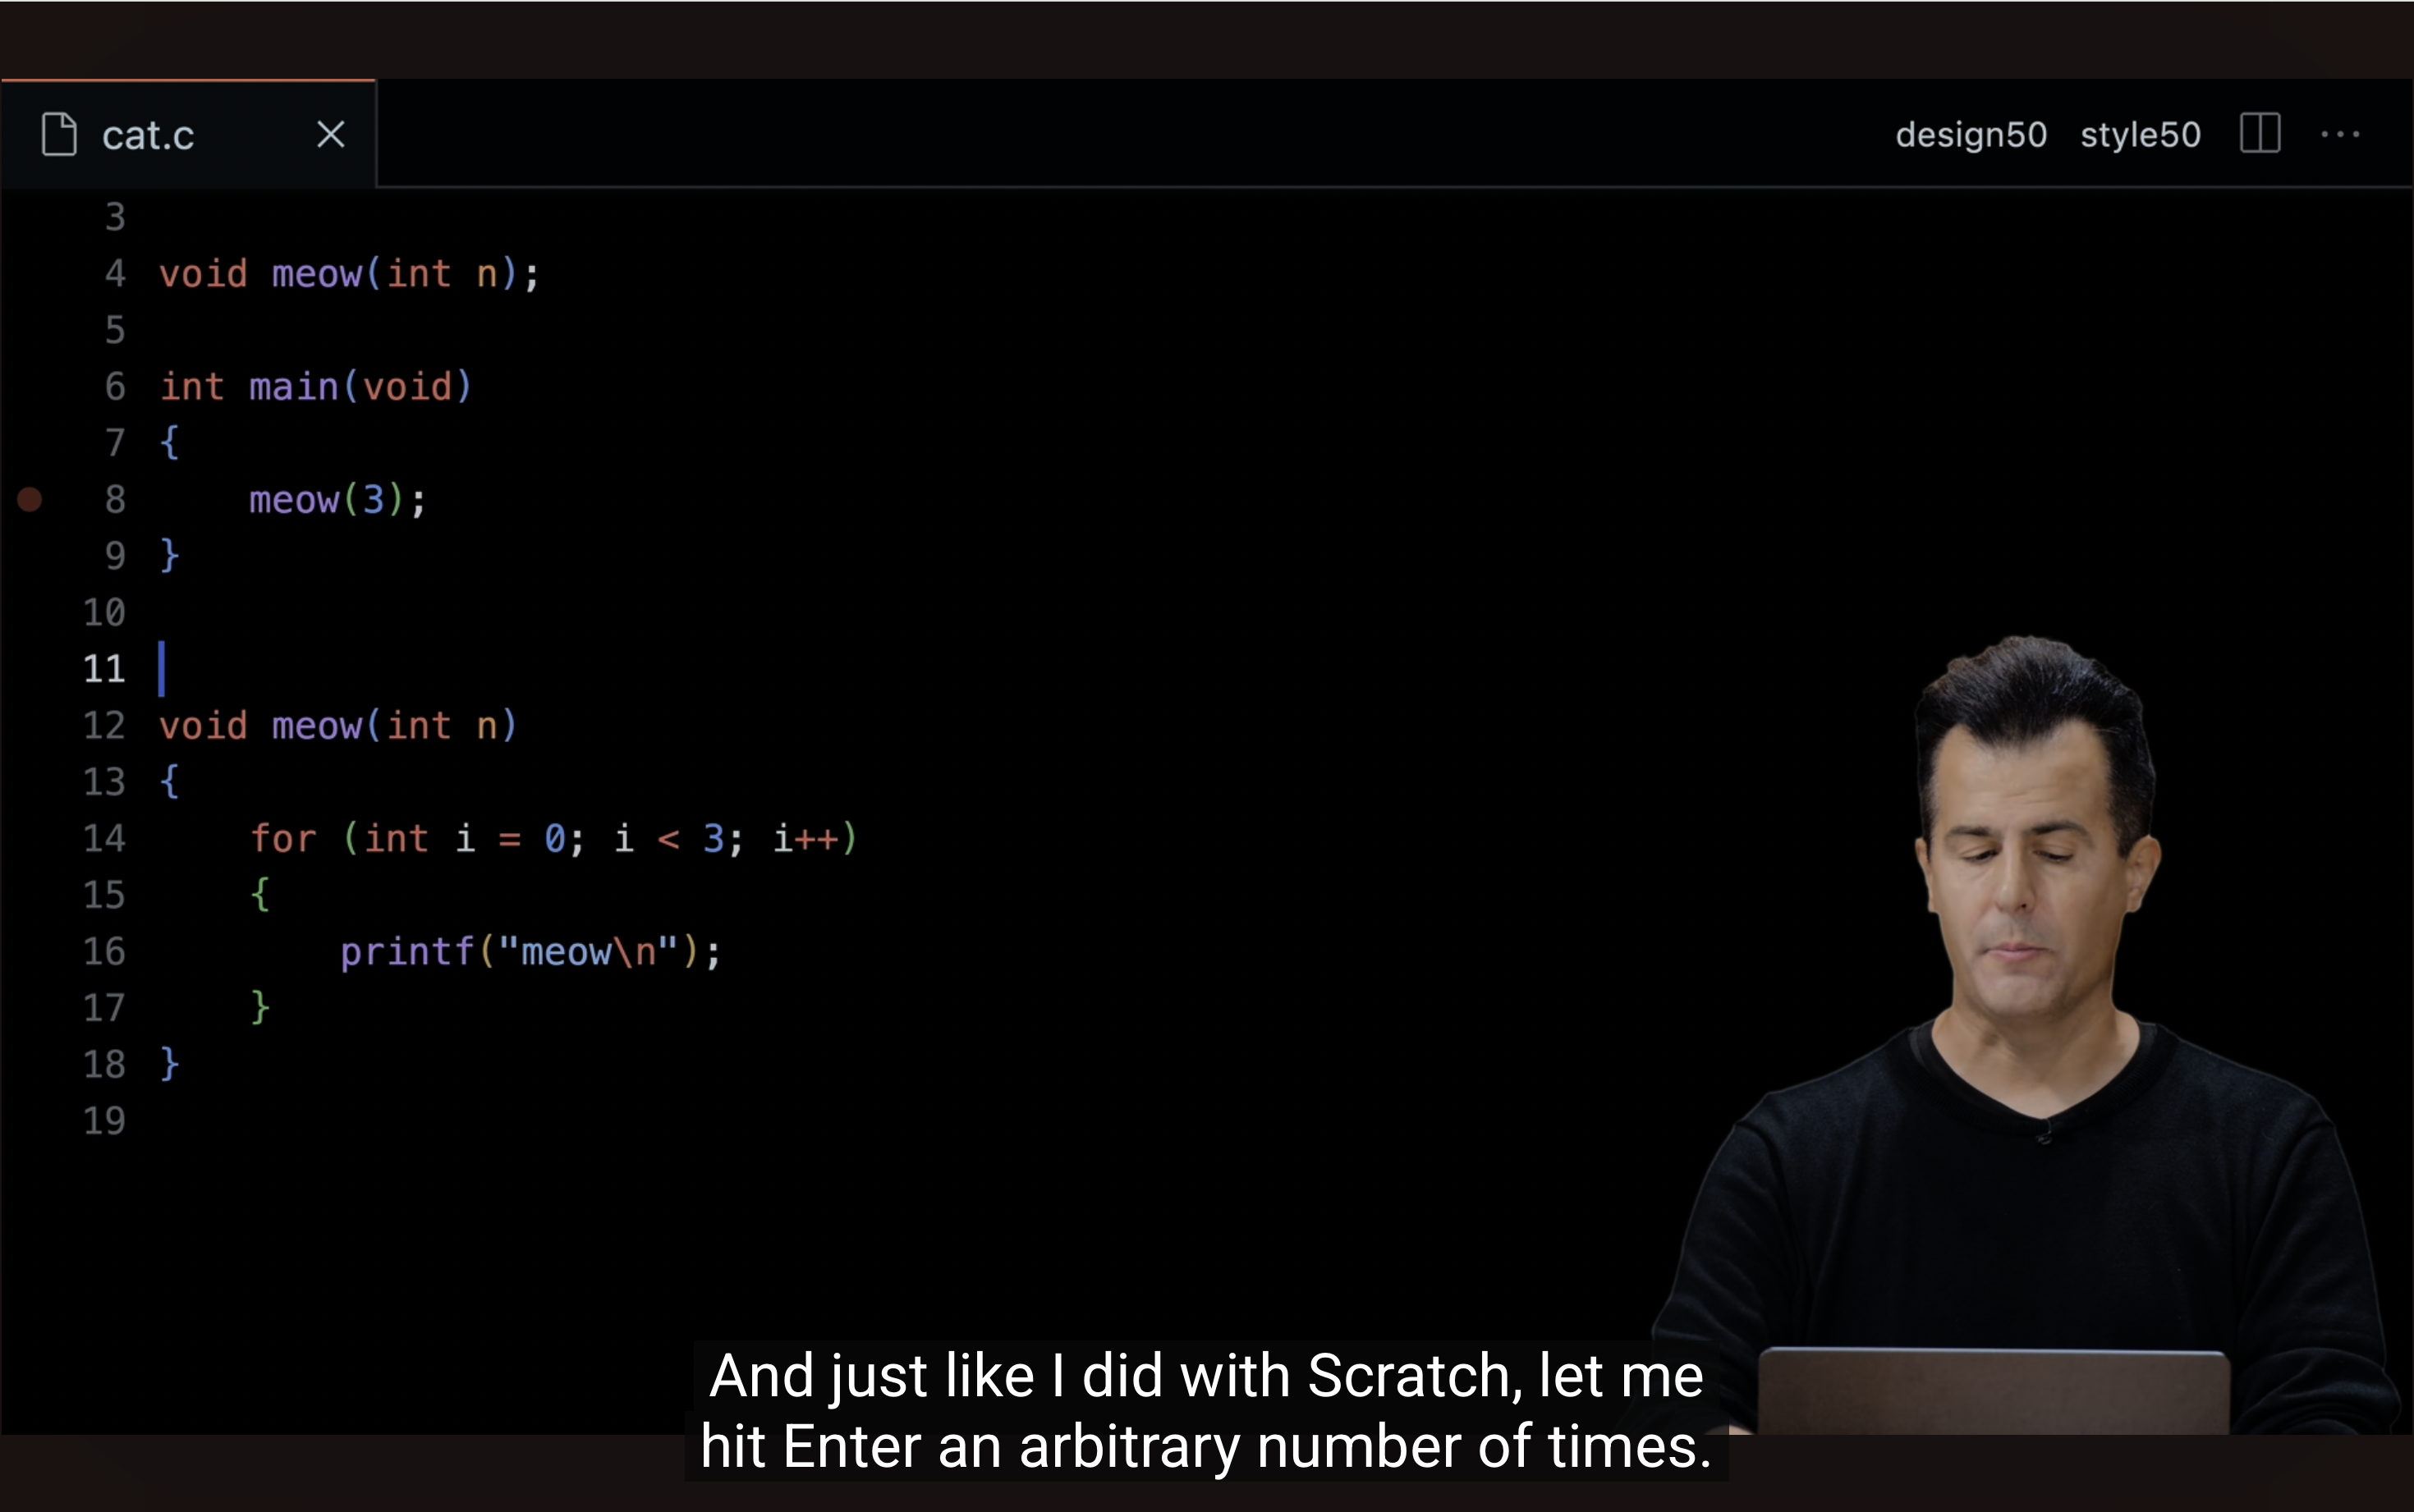 cat.c
design50 style50
3
4 void meow(int n);
5
6 int main(void)
7 {
8     meow(3);
9 }
10
11
12 void meow(int n)
13 {
14     for (int i = 0; i < 3; i++)
15     {
16         printf("meow\n");
17     }
18 }
19
And just like I did with Scratch, let me
hit Enter an arbitrary number of times.